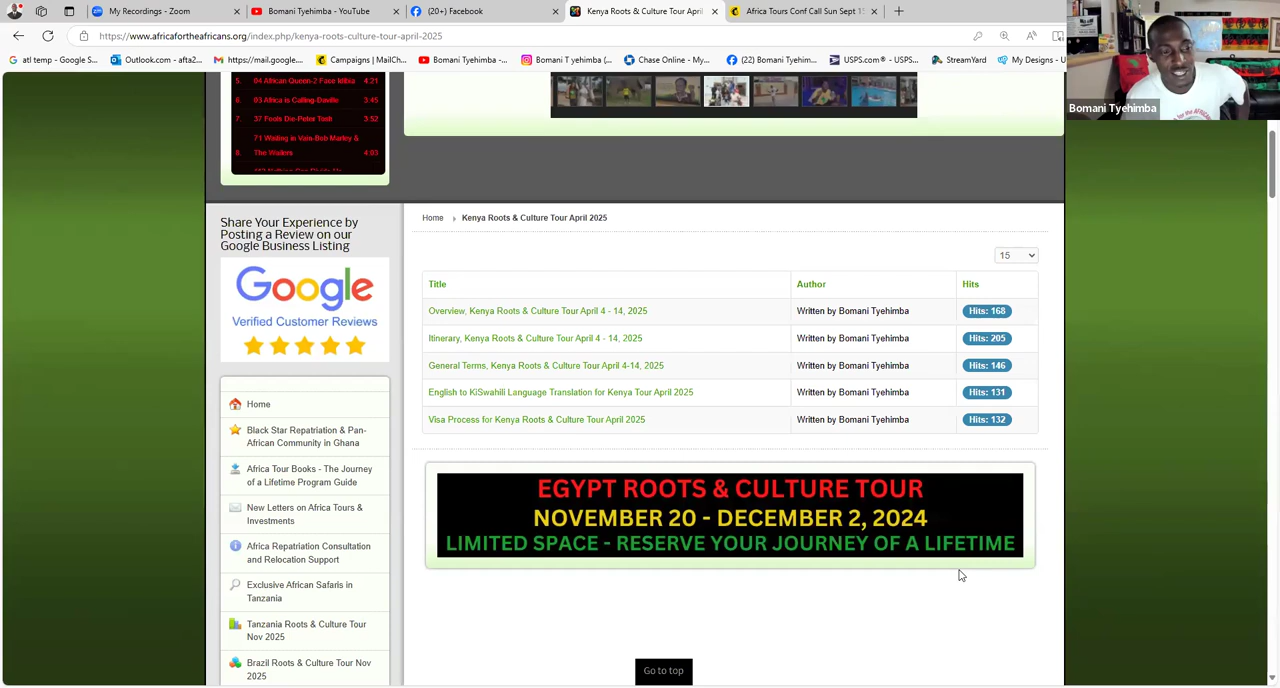 My Recordings - Zoom
Bomani Tyehimba - YouTube
(20+) Facebook
Kenya Roots & Culture Tour April
Africa Tours Conf Call Sun Sept 15
https://www.africafortheafricans.org/index.php/kenya-roots-culture-tour-april-2025
atl temp - Google S...
Outlook.com - afta2...
https://mail.google....
Campaigns | MailCh...
Bomani Tyehimba -...
Bomani T yehimba (...
Chase Online - My...
(22) Bomani Tyehim...
USPS.com® - USPS...
StreamYard
My Designs - U
Bomani Tyehimba
5. 04 African Queen-2 Face Idibia 4:21
6. 03 Africa is Calling-Daville 3:45
7. 37 Fools Die-Peter Tosh 3:52
71 Waiting in Vain-Bob Marley &
8. The Wailers 4:03
Share Your Experience by
Posting a Review on our
Google Business Listing
Google
Verified Customer Reviews
Home
Black Star Repatriation & Pan-
African Community in Ghana
Africa Tour Books - The Journey
of a Lifetime Program Guide
New Letters on Africa Tours &
Investments
Africa Repatriation Consultation
and Relocation Support
Exclusive African Safaris in
Tanzania
Tanzania Roots & Culture Tour
Nov 2025
Brazil Roots & Culture Tour Nov
2025
Home Kenya Roots & Culture Tour April 2025
15
Title Author Hits
Overview, Kenya Roots & Culture Tour April 4 - 14, 2025 Written by Bomani Tyehimba Hits: 168
Itinerary, Kenya Roots & Culture Tour April 4 - 14, 2025 Written by Bomani Tyehimba Hits: 205
General Terms, Kenya Roots & Culture Tour April 4-14, 2025 Written by Bomani Tyehimba Hits: 146
English to KiSwahili Language Translation for Kenya Tour April 2025 Written by Bomani Tyehimba Hits: 131
Visa Process for Kenya Roots & Culture Tour April 2025 Written by Bomani Tyehimba Hits: 132
EGYPT ROOTS & CULTURE TOUR
NOVEMBER 20 - DECEMBER 2, 2024
LIMITED SPACE - RESERVE YOUR JOURNEY OF A LIFETIME
Go to top